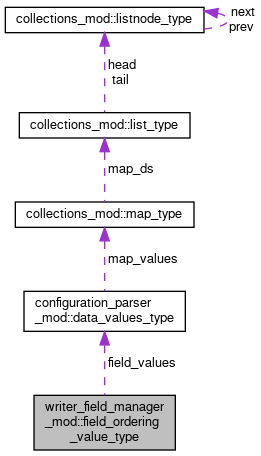 collections_mod::listnode_type
next
prev
head
tail
collections_mod::list_type
map_ds
collections_mod::map_type
map_values
configuration_parser
_mod::data_values_type
field_values
writer_field_manager
_mod::field_ordering
_value_type